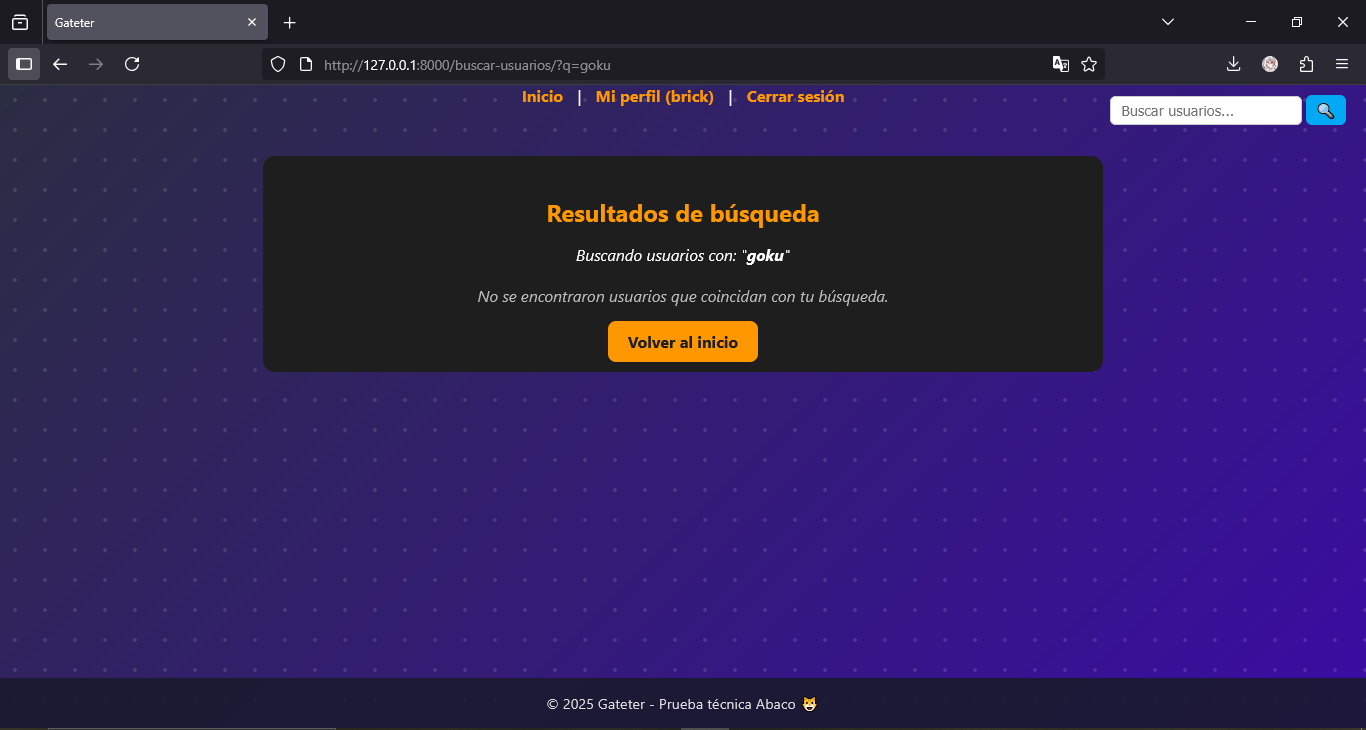 Gateter
http://127.0.0.1:8000/buscar-usuarios/?q=goku
Inicio | Mi perfil (brick) | Cerrar sesión
Buscar usuarios...
Resultados de búsqueda
Buscando usuarios con: "goku"
No se encontraron usuarios que coincidan con tu búsqueda.
Volver al inicio
© 2025 Gateter - Prueba técnica Abaco 😺